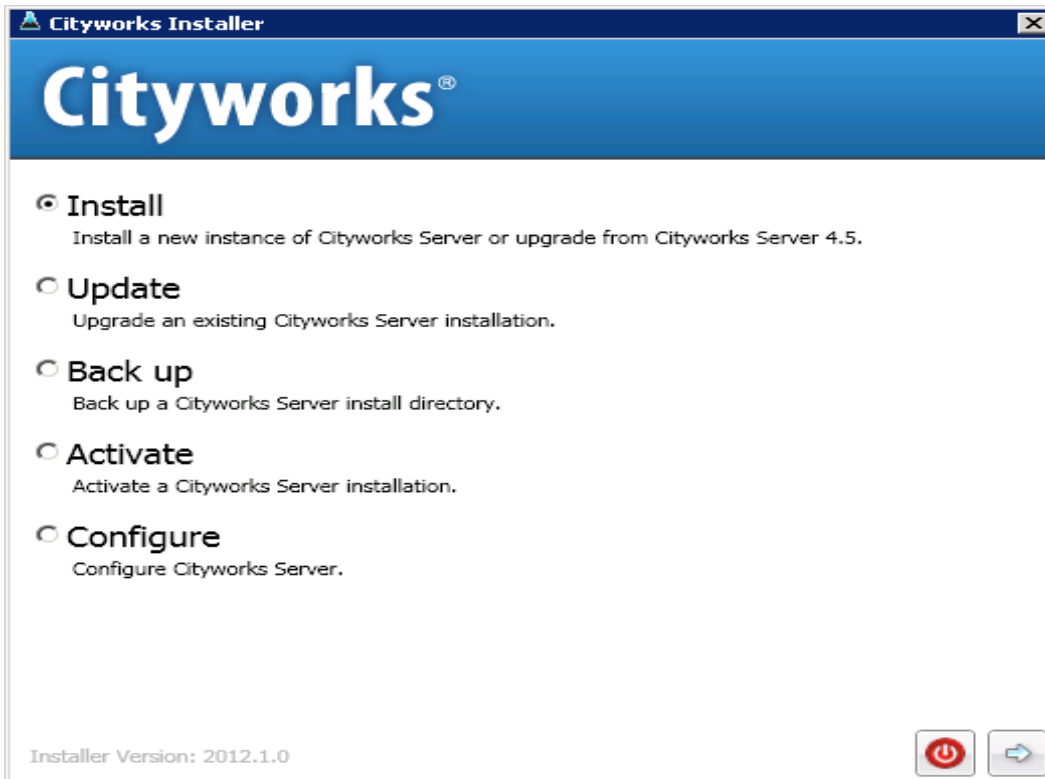 Cityworks Installer
Cityworks®
Install
Install a new instance of Cityworks Server or upgrade from Cityworks Server 4.5.
Update
Upgrade an existing Cityworks Server installation.
Back up
Back up a Cityworks Server install directory.
Activate
Activate a Cityworks Server installation.
Configure
Configure Cityworks Server.
Installer Version: 2012.1.0